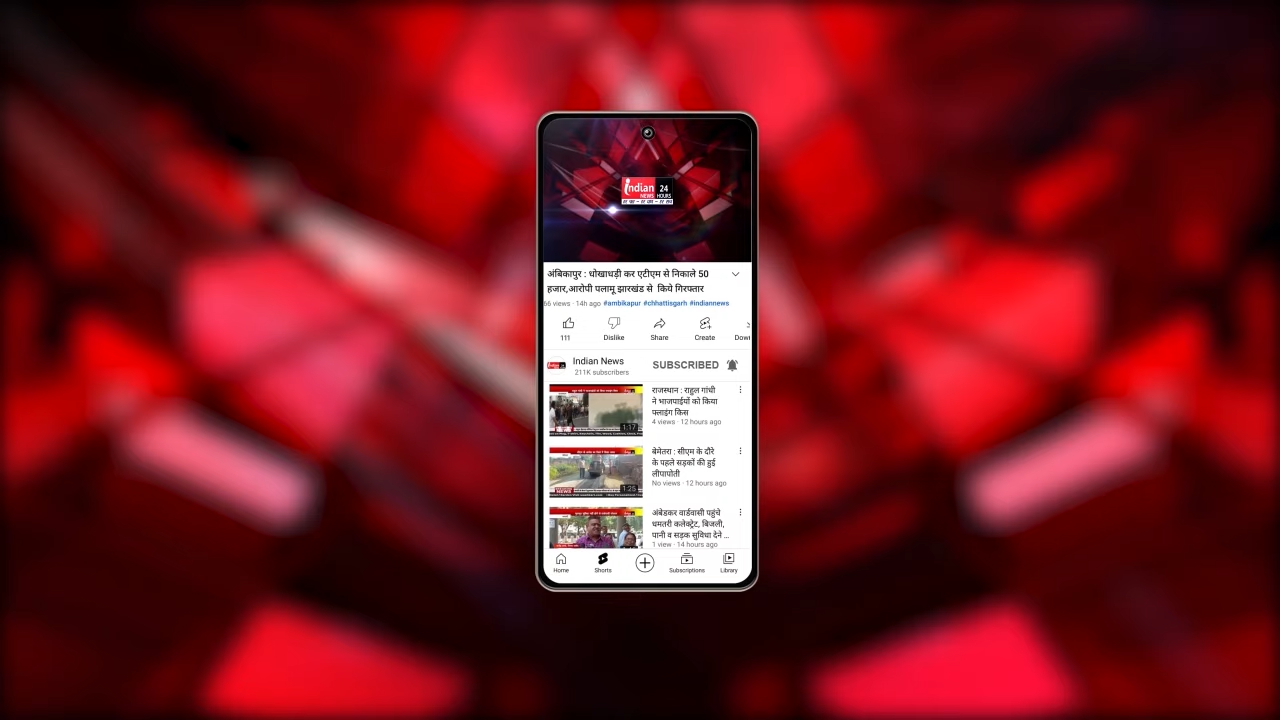 indian
NEWS
24
HOURS
अंबिकापुर : धोखाधड़ी कर एटीएम से निकाले 50
हजार,आरोपी पलामू झारखंड से किये गिरफ्तार
66 views · 14h ago #ambikapur #chhattisgarh #indiannews
111
Dislike
Share
Create
Indian News
211K subscribers
SUBSCRIBED
राजस्थान : राहुल गांधी
ने भाजपाईयों को किया
फ्लाइंग किस
4 views · 12 hours ago
1:17
बेमेतरा : सीएम के दौरे
के पहले सड़कों की हुई
लीपापोती
No views · 12 hours ago
1:25
अंबेडकर वार्डवासी पहुंचे
धमतरी कलेक्ट्रेट, बिजली,
पानी व सड़क सुविधा देने ...
1 view · 14 hours ago
Home
Shorts
Subscriptions
Library